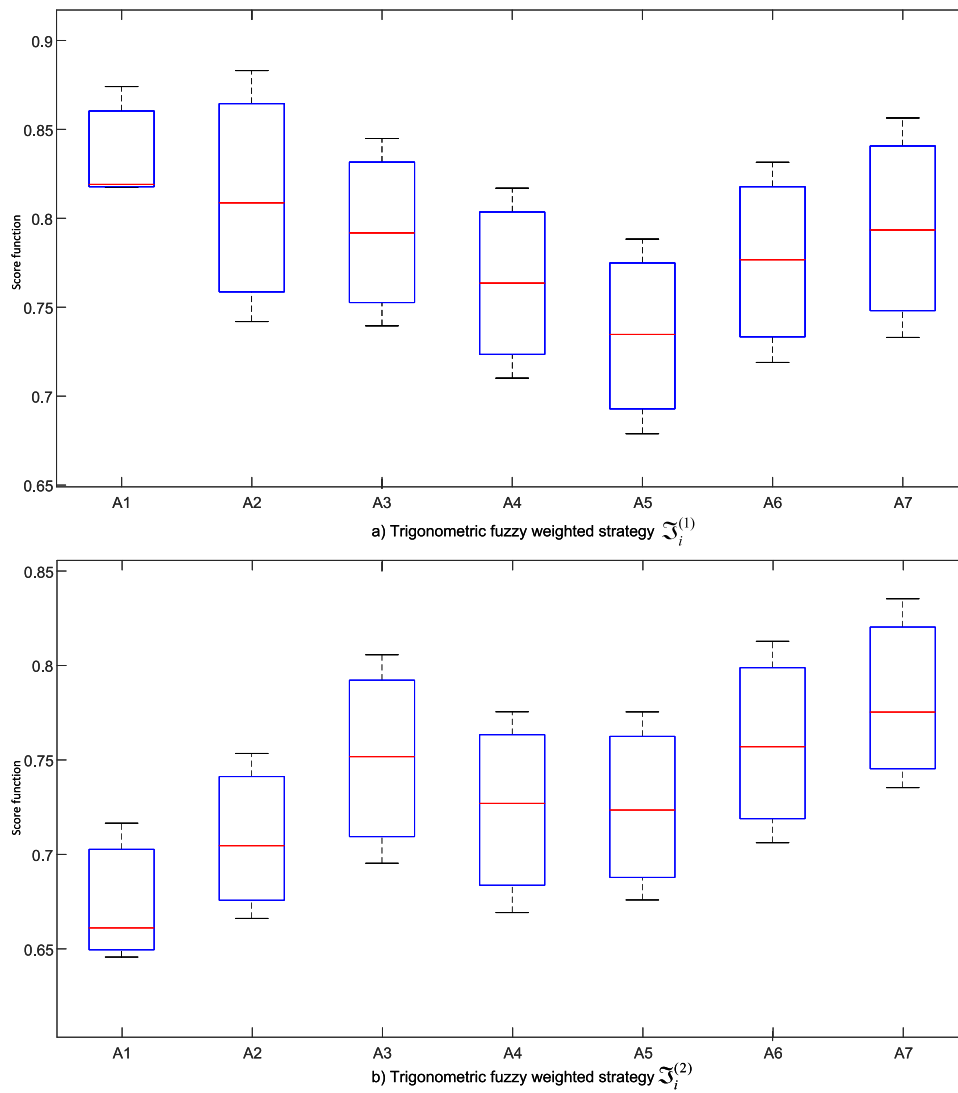 0.9
0.85
0.8
0.75
0.7
0.65
Score function
A1 A2 A3 A4 A5 A6 A7
a) Trigonometric fuzzy weighted strategy ℑᵢ⁽¹⁾
0.85
0.8
0.75
0.7
0.65
Score function
A1 A2 A3 A4 A5 A6 A7
b) Trigonometric fuzzy weighted strategy ℑᵢ⁽²⁾